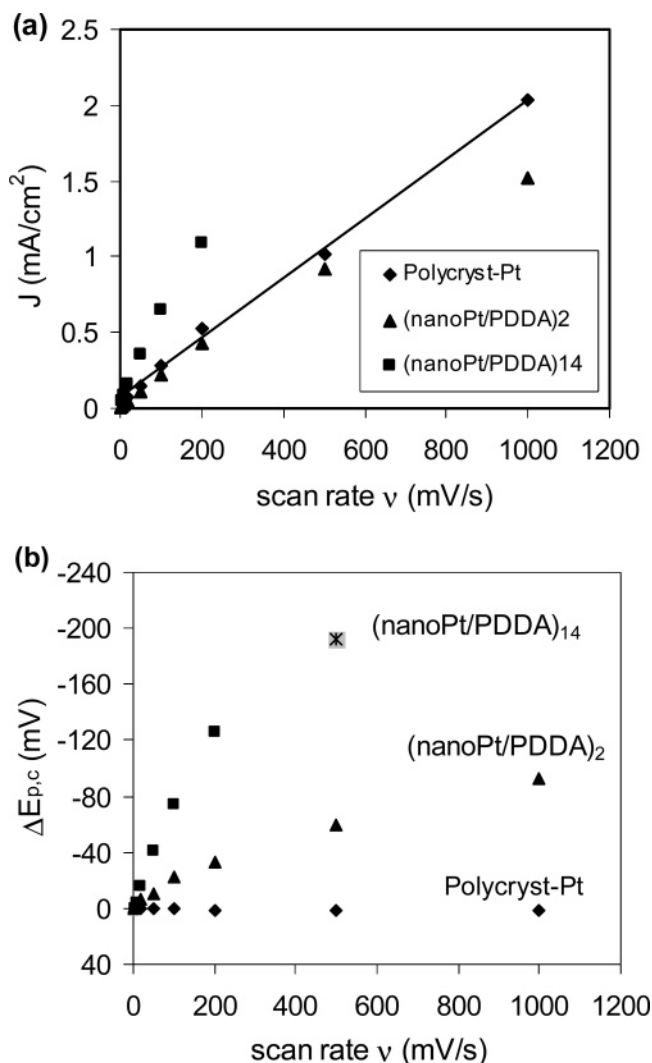 (a)
2.5
2
1.5
1
0.5
0
J (mA/cm²)
Polycryst-Pt
(nanoPt/PDDA)2
(nanoPt/PDDA)14
0 200 400 600 800 1000 1200
scan rate ν (mV/s)
(b)
-240
-200
-160
-120
-80
-40
0
40
ΔEp,c (mV)
(nanoPt/PDDA)14
(nanoPt/PDDA)2
Polycryst-Pt
0 200 400 600 800 1000 1200
scan rate ν (mV/s)